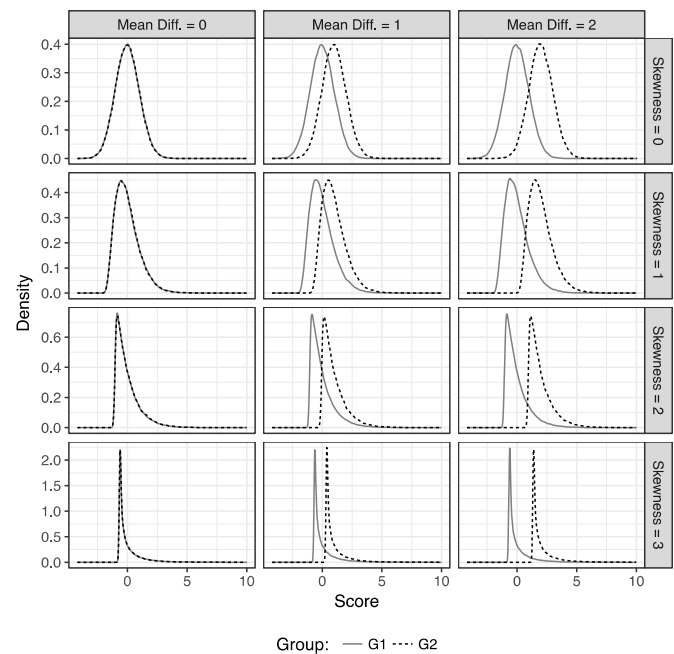 Mean Diff. = 0
Mean Diff. = 1
Mean Diff. = 2
0.4
0.3
0.2
0.1
0.0
Skewness = 0
0.4
0.3
0.2
0.1
0.0
Skewness = 1
Density
0.6
0.4
0.2
0.0
Skewness = 2
2.0
1.5
1.0
0.5
0.0
Skewness = 3
0 5 10
0 5 10
0 5 10
Score
Group: G1 G2